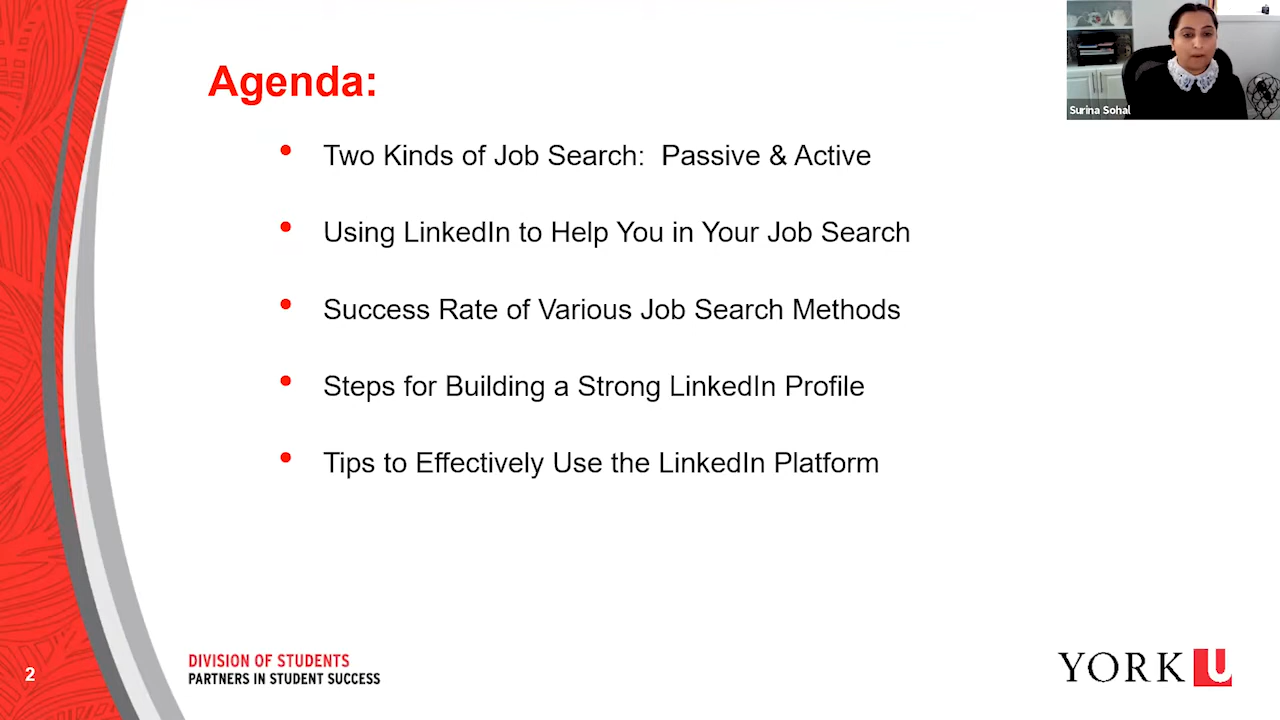 Agenda:
• Two Kinds of Job Search: Passive & Active
• Using LinkedIn to Help You in Your Job Search
• Success Rate of Various Job Search Methods
• Steps for Building a Strong LinkedIn Profile
• Tips to Effectively Use the LinkedIn Platform
Surina Sohal
2
DIVISION OF STUDENTS
PARTNERS IN STUDENT SUCCESS
YORK U